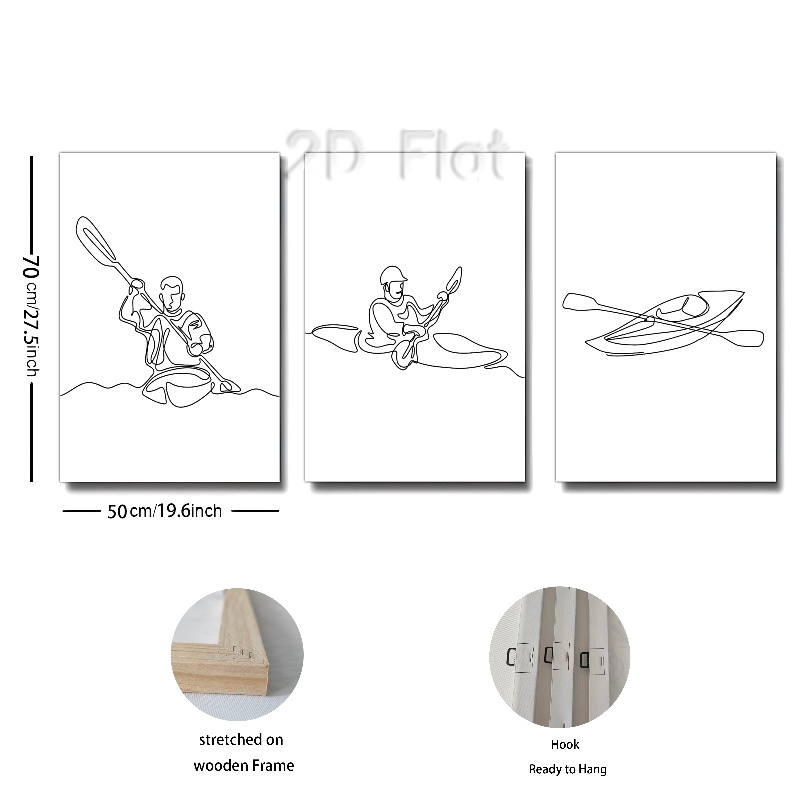 2D Flat
70 cm/27.5inch
50cm/19.6inch
stretched on
wooden Frame
Hook
Ready to Hang